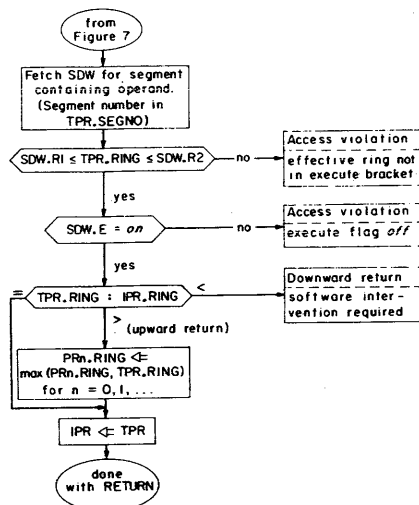 from
Figure 7
Fetch SDW for segment
containing operand.
(Segment number in
TPR.SEGNO)
SDW.R1 ≤ TPR.RING ≤ SDW.R2
no
Access violation
effective ring not
in execute bracket
yes
SDW.E = on
no
Access violation
execute flag off
yes
=
TPR.RING : IPR.RING
<
Downward return
software inter-
vention required
>
(upward return)
PRn.RING ⇐
max (PRn.RING, TPR.RING)
for n = 0, 1, ...
IPR ⇐ TPR
done
with RETURN